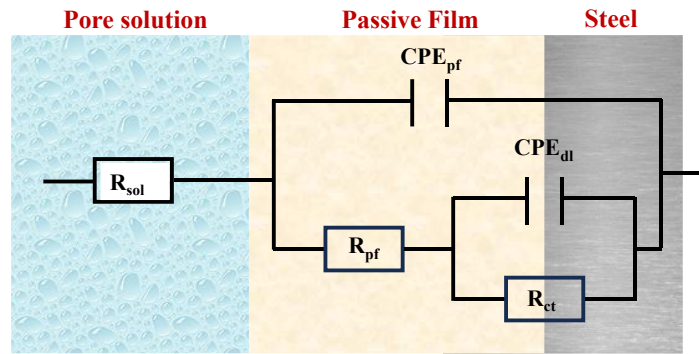 Pore solution
Passive Film
Steel
CPEpf
CPEdl
Rsol
Rpf
Rct